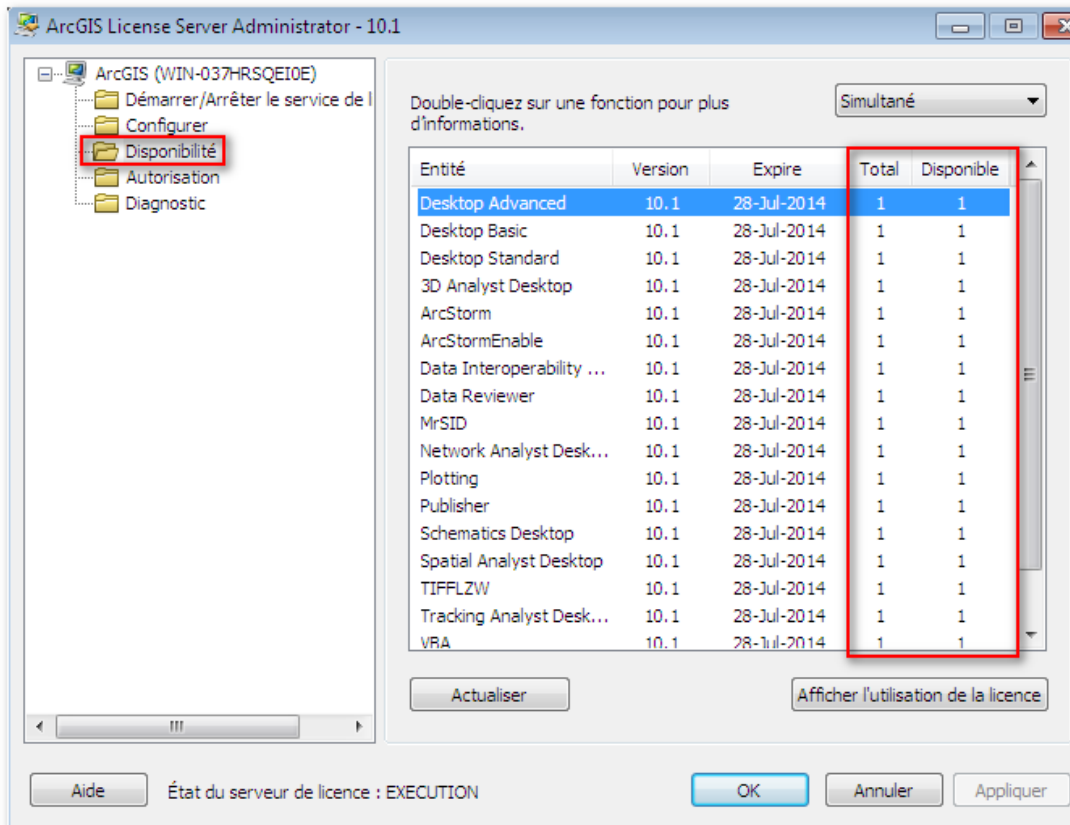 ArcGIS License Server Administrator - 10.1
ArcGIS (WIN-037HRSQEI0E)
Démarrer/Arrêter le service de l
Configurer
Disponibilité
Autorisation
Diagnostic
Double-cliquez sur une fonction pour plus
d'informations.
Simultané
Entité Version Expire Total Disponible
Desktop Advanced 10.1 28-Jul-2014 1 1
Desktop Basic 10.1 28-Jul-2014 1 1
Desktop Standard 10.1 28-Jul-2014 1 1
3D Analyst Desktop 10.1 28-Jul-2014 1 1
ArcStorm 10.1 28-Jul-2014 1 1
ArcStormEnable 10.1 28-Jul-2014 1 1
Data Interoperability ... 10.1 28-Jul-2014 1 1
Data Reviewer 10.1 28-Jul-2014 1 1
MrSID 10.1 28-Jul-2014 1 1
Network Analyst Desk... 10.1 28-Jul-2014 1 1
Plotting 10.1 28-Jul-2014 1 1
Publisher 10.1 28-Jul-2014 1 1
Schematics Desktop 10.1 28-Jul-2014 1 1
Spatial Analyst Desktop 10.1 28-Jul-2014 1 1
TIFFLZW 10.1 28-Jul-2014 1 1
Tracking Analyst Desk... 10.1 28-Jul-2014 1 1
VBA 10.1 28-Jul-2014 1 1
Actualiser
Afficher l'utilisation de la licence
Aide
État du serveur de licence : EXECUTION
OK
Annuler
Appliquer